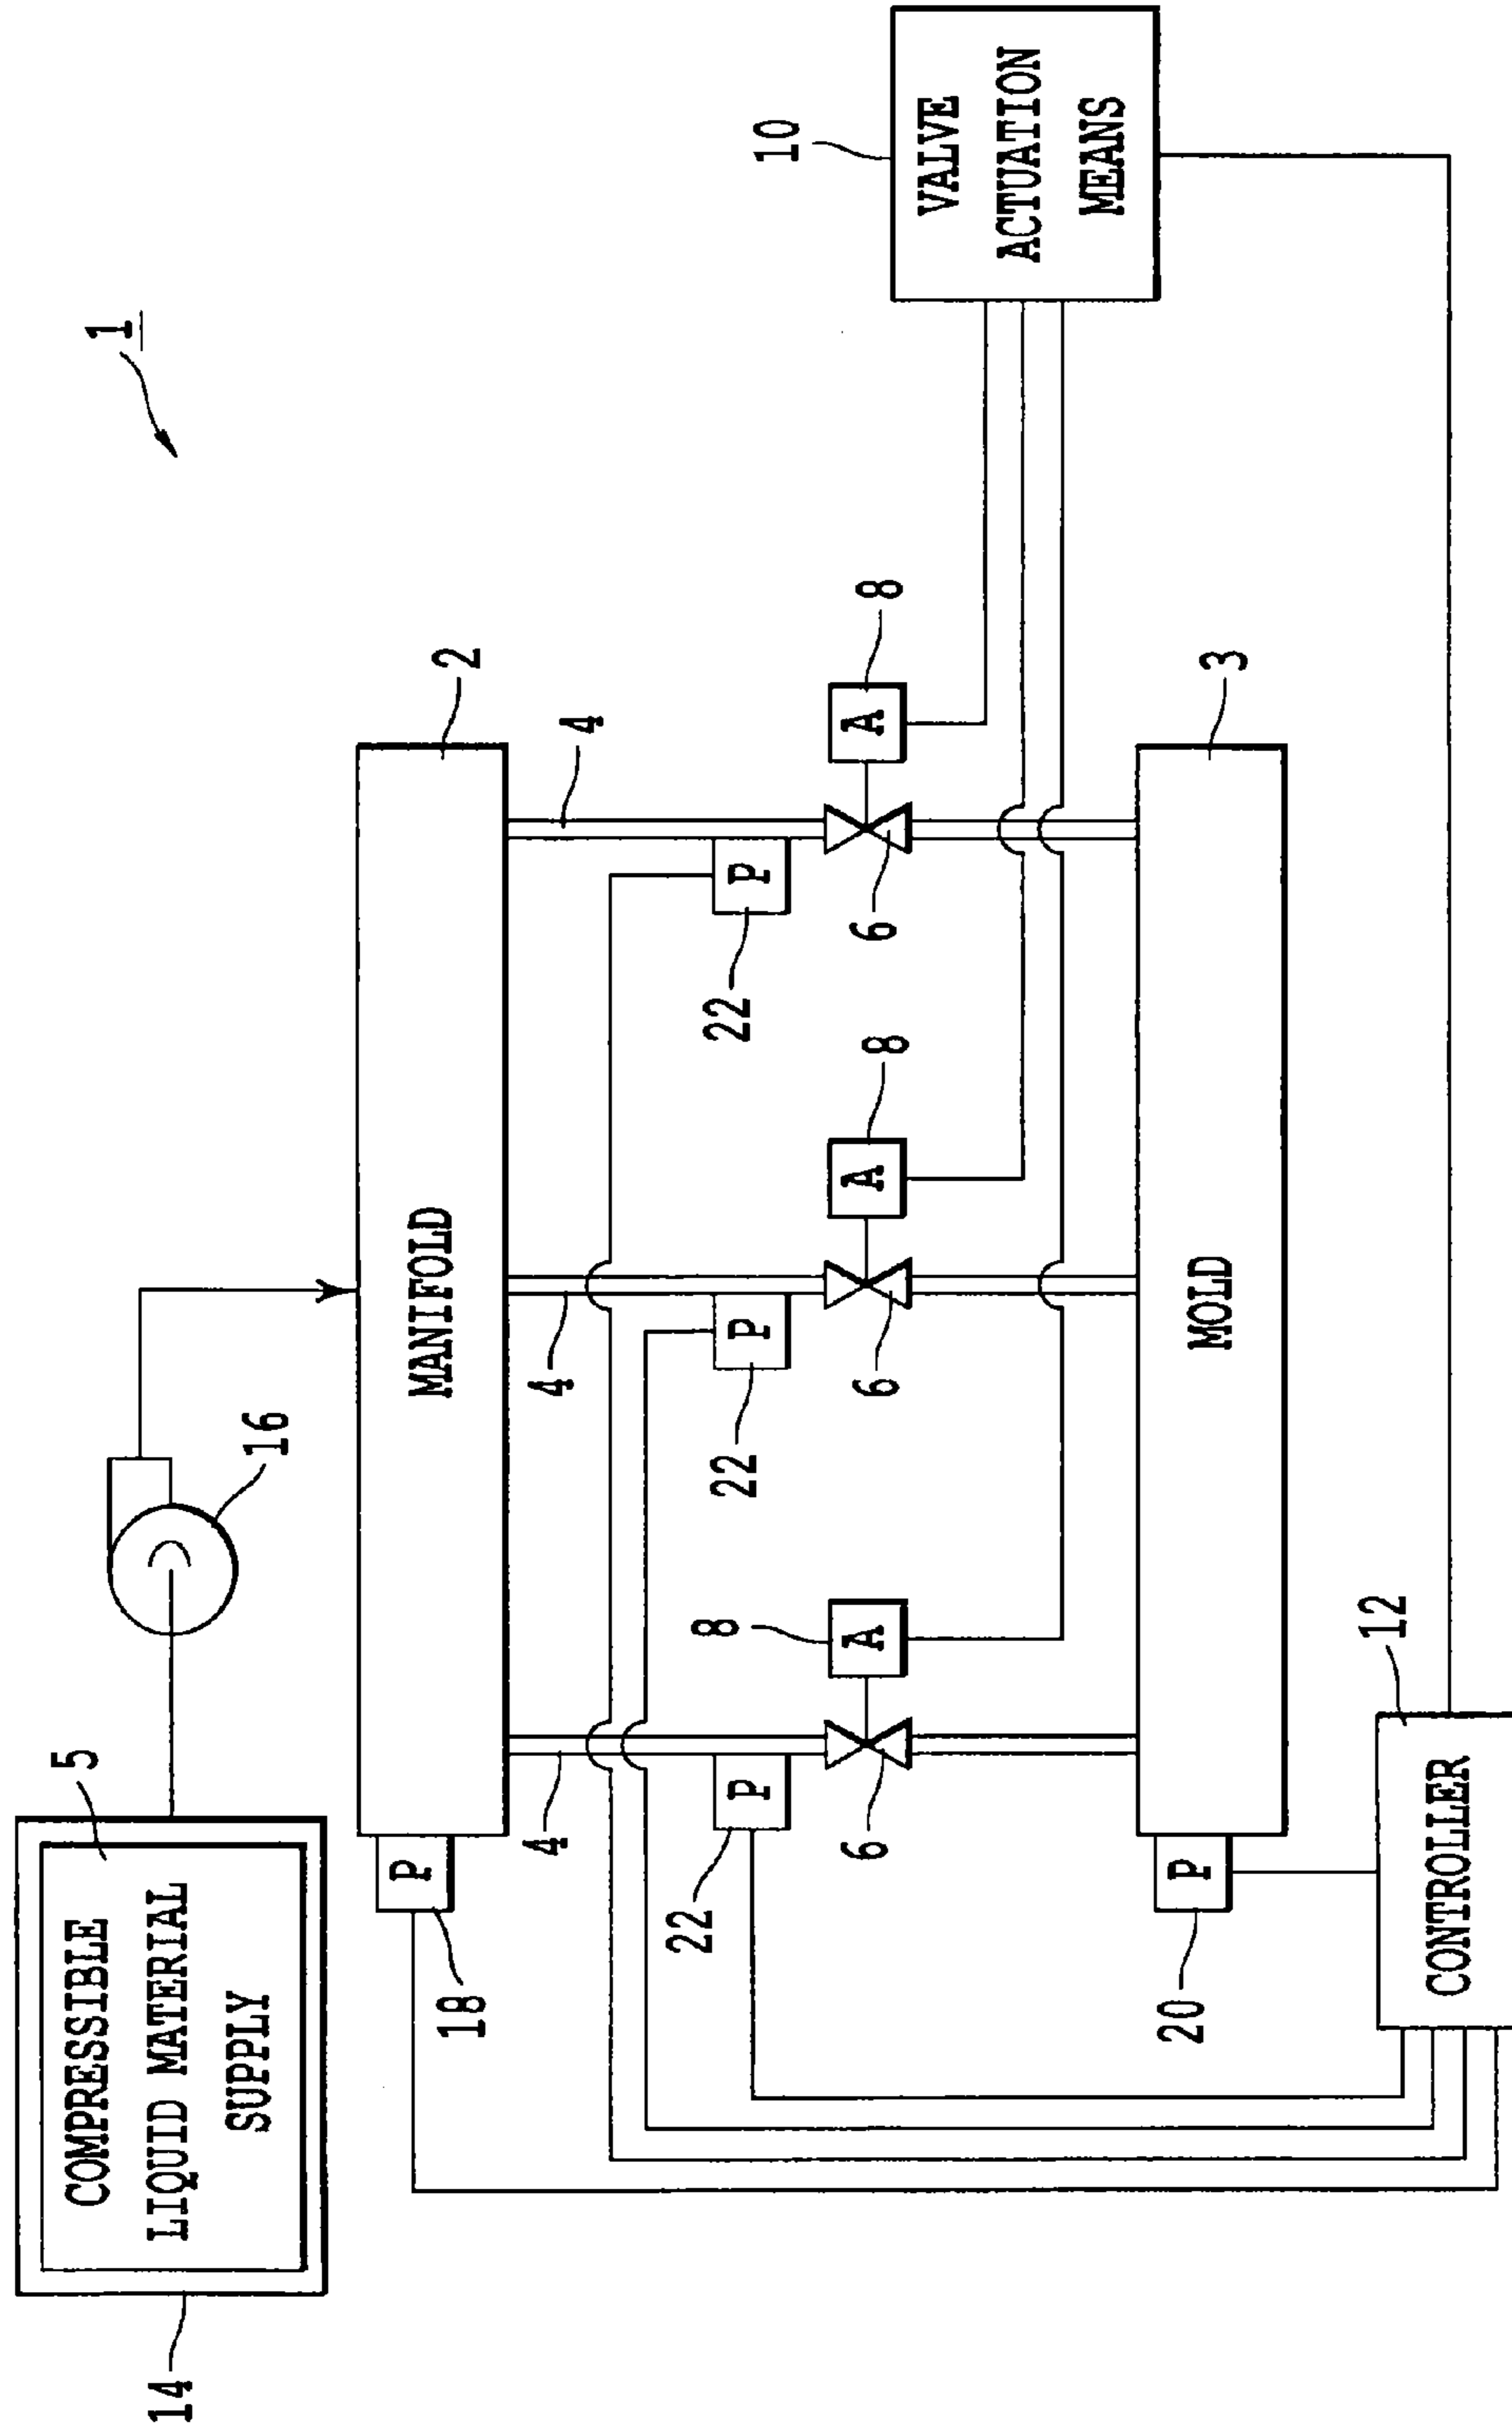 1
14
5
COMPRESSIBLE
LIQUID MATERIAL
SUPPLY
16
2
MANIFOLD
P
18
4
4
4
P
22
P
22
P
22
A
8
A
8
A
8
6
6
6
10
VALVE
ACTUATION
MEANS
3
MOLD
P
20
12
CONTROLLER